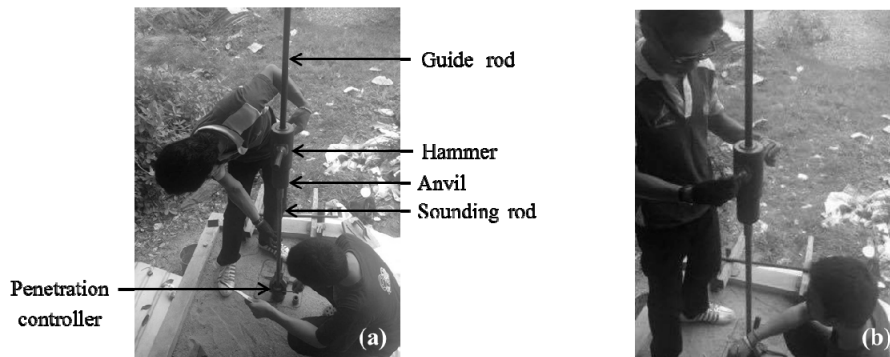 Guide rod
Hammer
Anvil
Sounding rod
Penetration
controller
(a)
(b)